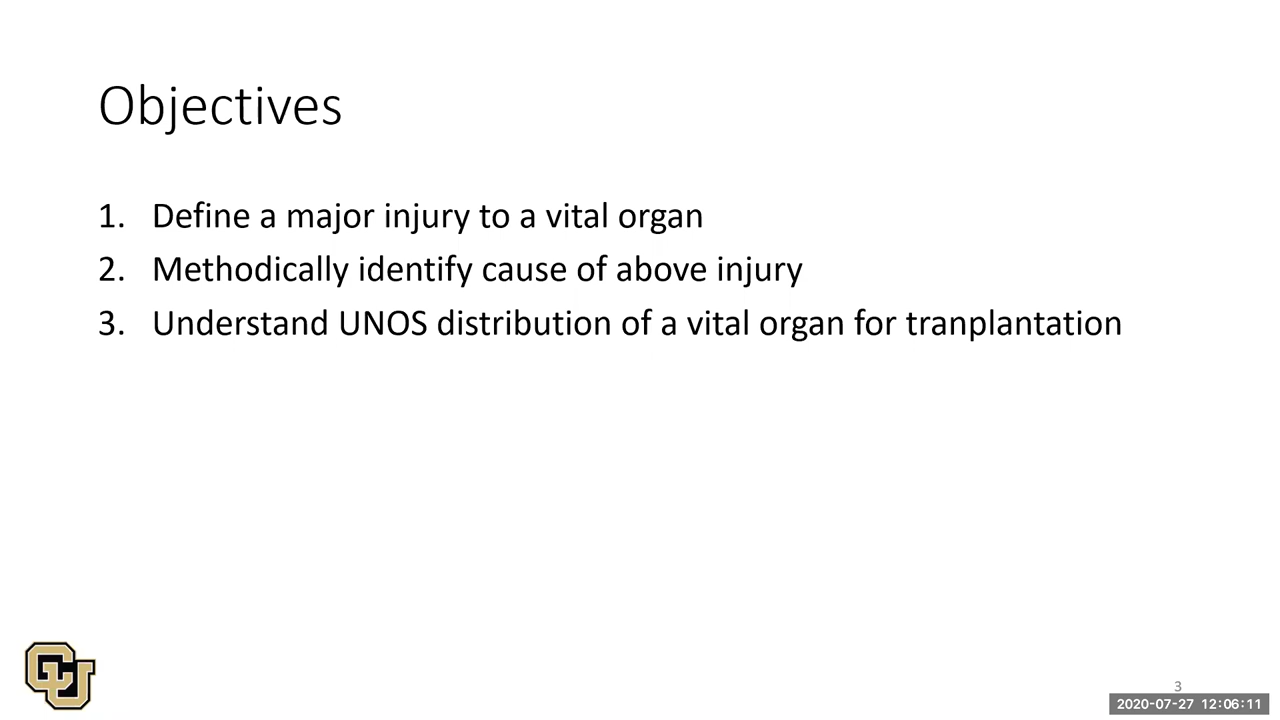 Objectives
1. Define a major injury to a vital organ
2. Methodically identify cause of above injury
3. Understand UNOS distribution of a vital organ for tranplantation
CU
3
2020-07-27 12:06:11